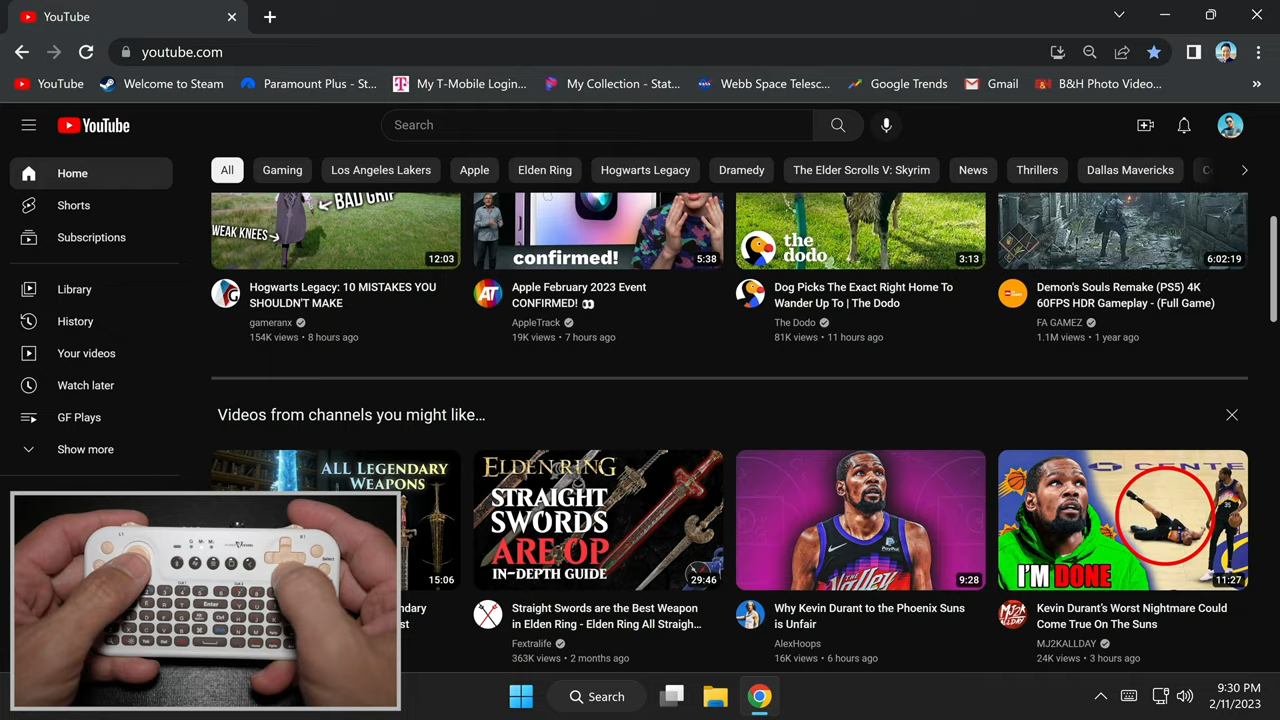 YouTube
youtube.com
YouTube
Welcome to Steam
Paramount Plus - St...
My T-Mobile Login...
My Collection - Stat...
Webb Space Telesc...
Google Trends
Gmail
B&H Photo Video...
YouTube
Search
Home
Shorts
Subscriptions
Library
History
Your videos
Watch later
GF Plays
Show more
All
Gaming
Los Angeles Lakers
Apple
Elden Ring
Hogwarts Legacy
Dramedy
The Elder Scrolls V: Skyrim
News
Thrillers
Dallas Mavericks
BAD GRIP
WEAK KNEES
12:03
confirmed!
5:38
the
dodo
3:13
6:02:19
Hogwarts Legacy: 10 MISTAKES YOU
SHOULDN'T MAKE
gameranx
154K views • 8 hours ago
Apple February 2023 Event
CONFIRMED! 👀
AppleTrack
19K views • 7 hours ago
Dog Picks The Exact Right Home To
Wander Up To | The Dodo
The Dodo
81K views • 11 hours ago
Demon's Souls Remake (PS5) 4K
60FPS HDR Gameplay - (Full Game)
FA GAMEZ
1.1M views • 1 year ago
Videos from channels you might like...
ALL LEGENDARY
WEAPONS
15:06
ELDEN RING
STRAIGHT
SWORDS
ARE OP
IN-DEPTH GUIDE
29:46
PayPal
The Valley
9:28
CENTE
35
I'M DONE
11:27
Straight Swords are the Best Weapon
in Elden Ring - Elden Ring All Straigh...
Fextralife
363K views • 2 months ago
Why Kevin Durant to the Phoenix Suns
is Unfair
AlexHoops
16K views • 6 hours ago
MJ2KALLDAY
Kevin Durant's Worst Nightmare Could
Come True On The Suns
MJ2KALLDAY
24K views • 3 hours ago
L1
R1
Select
Enter
Ctrl
Search
9:30 PM
2/11/2023